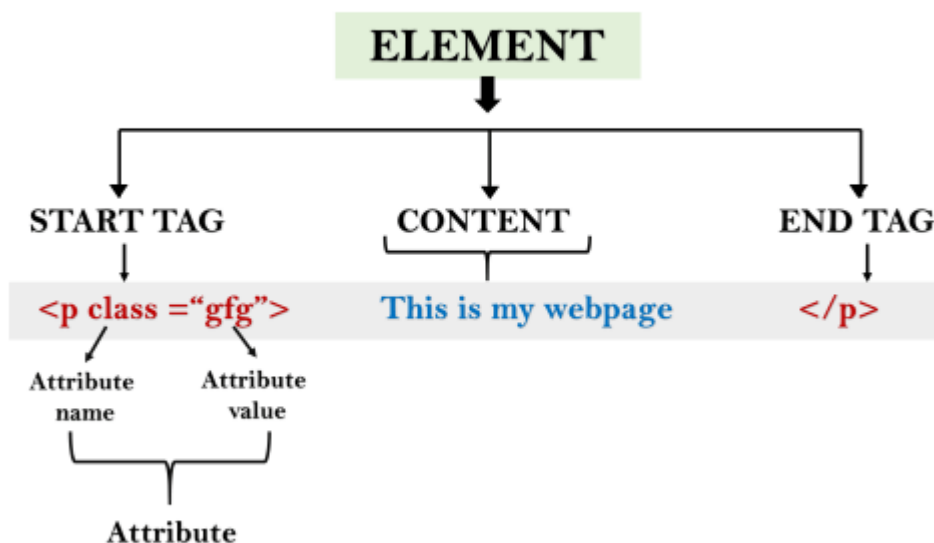 ELEMENT
START TAG CONTENT END TAG
<p class =“gfg”> This is my webpage </p>
Attribute name
Attribute value
Attribute